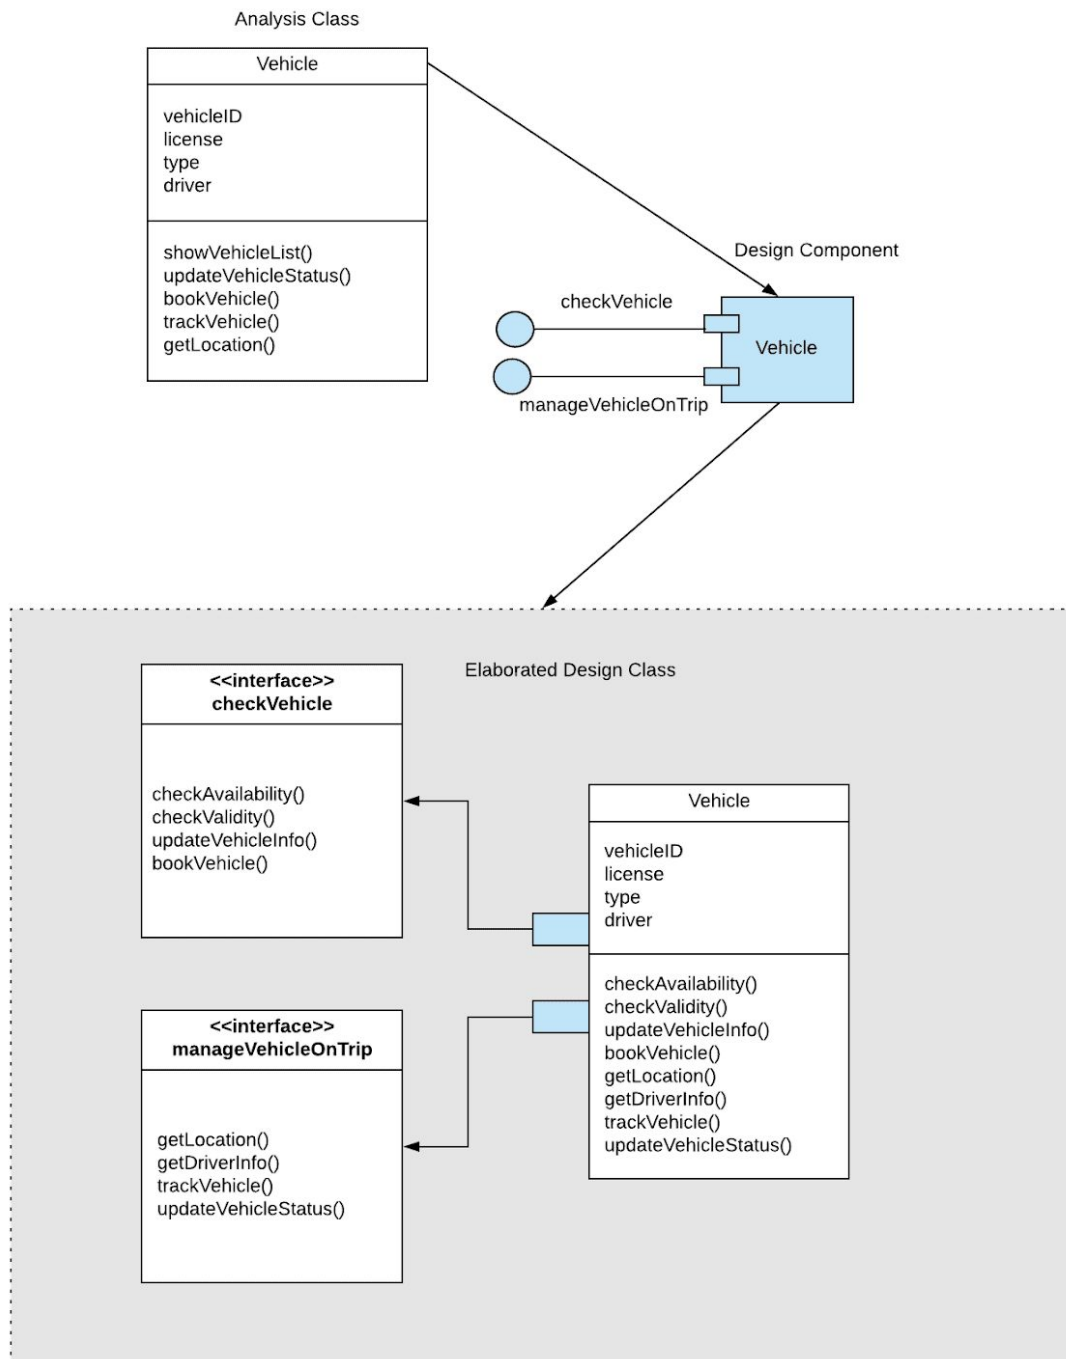 Analysis Class
Vehicle
vehicleID
license
type
driver
showVehicleList()
updateVehicleStatus()
bookVehicle()
trackVehicle()
getLocation()
Design Component
checkVehicle
Vehicle
manageVehicleOnTrip
Elaborated Design Class
<<interface>>
checkVehicle
checkAvailability()
checkValidity()
updateVehicleInfo()
bookVehicle()
Vehicle
vehicleID
license
type
driver
checkAvailability()
checkValidity()
updateVehicleInfo()
bookVehicle()
getLocation()
getDriverInfo()
trackVehicle()
updateVehicleStatus()
<<interface>>
manageVehicleOnTrip
getLocation()
getDriverInfo()
trackVehicle()
updateVehicleStatus()